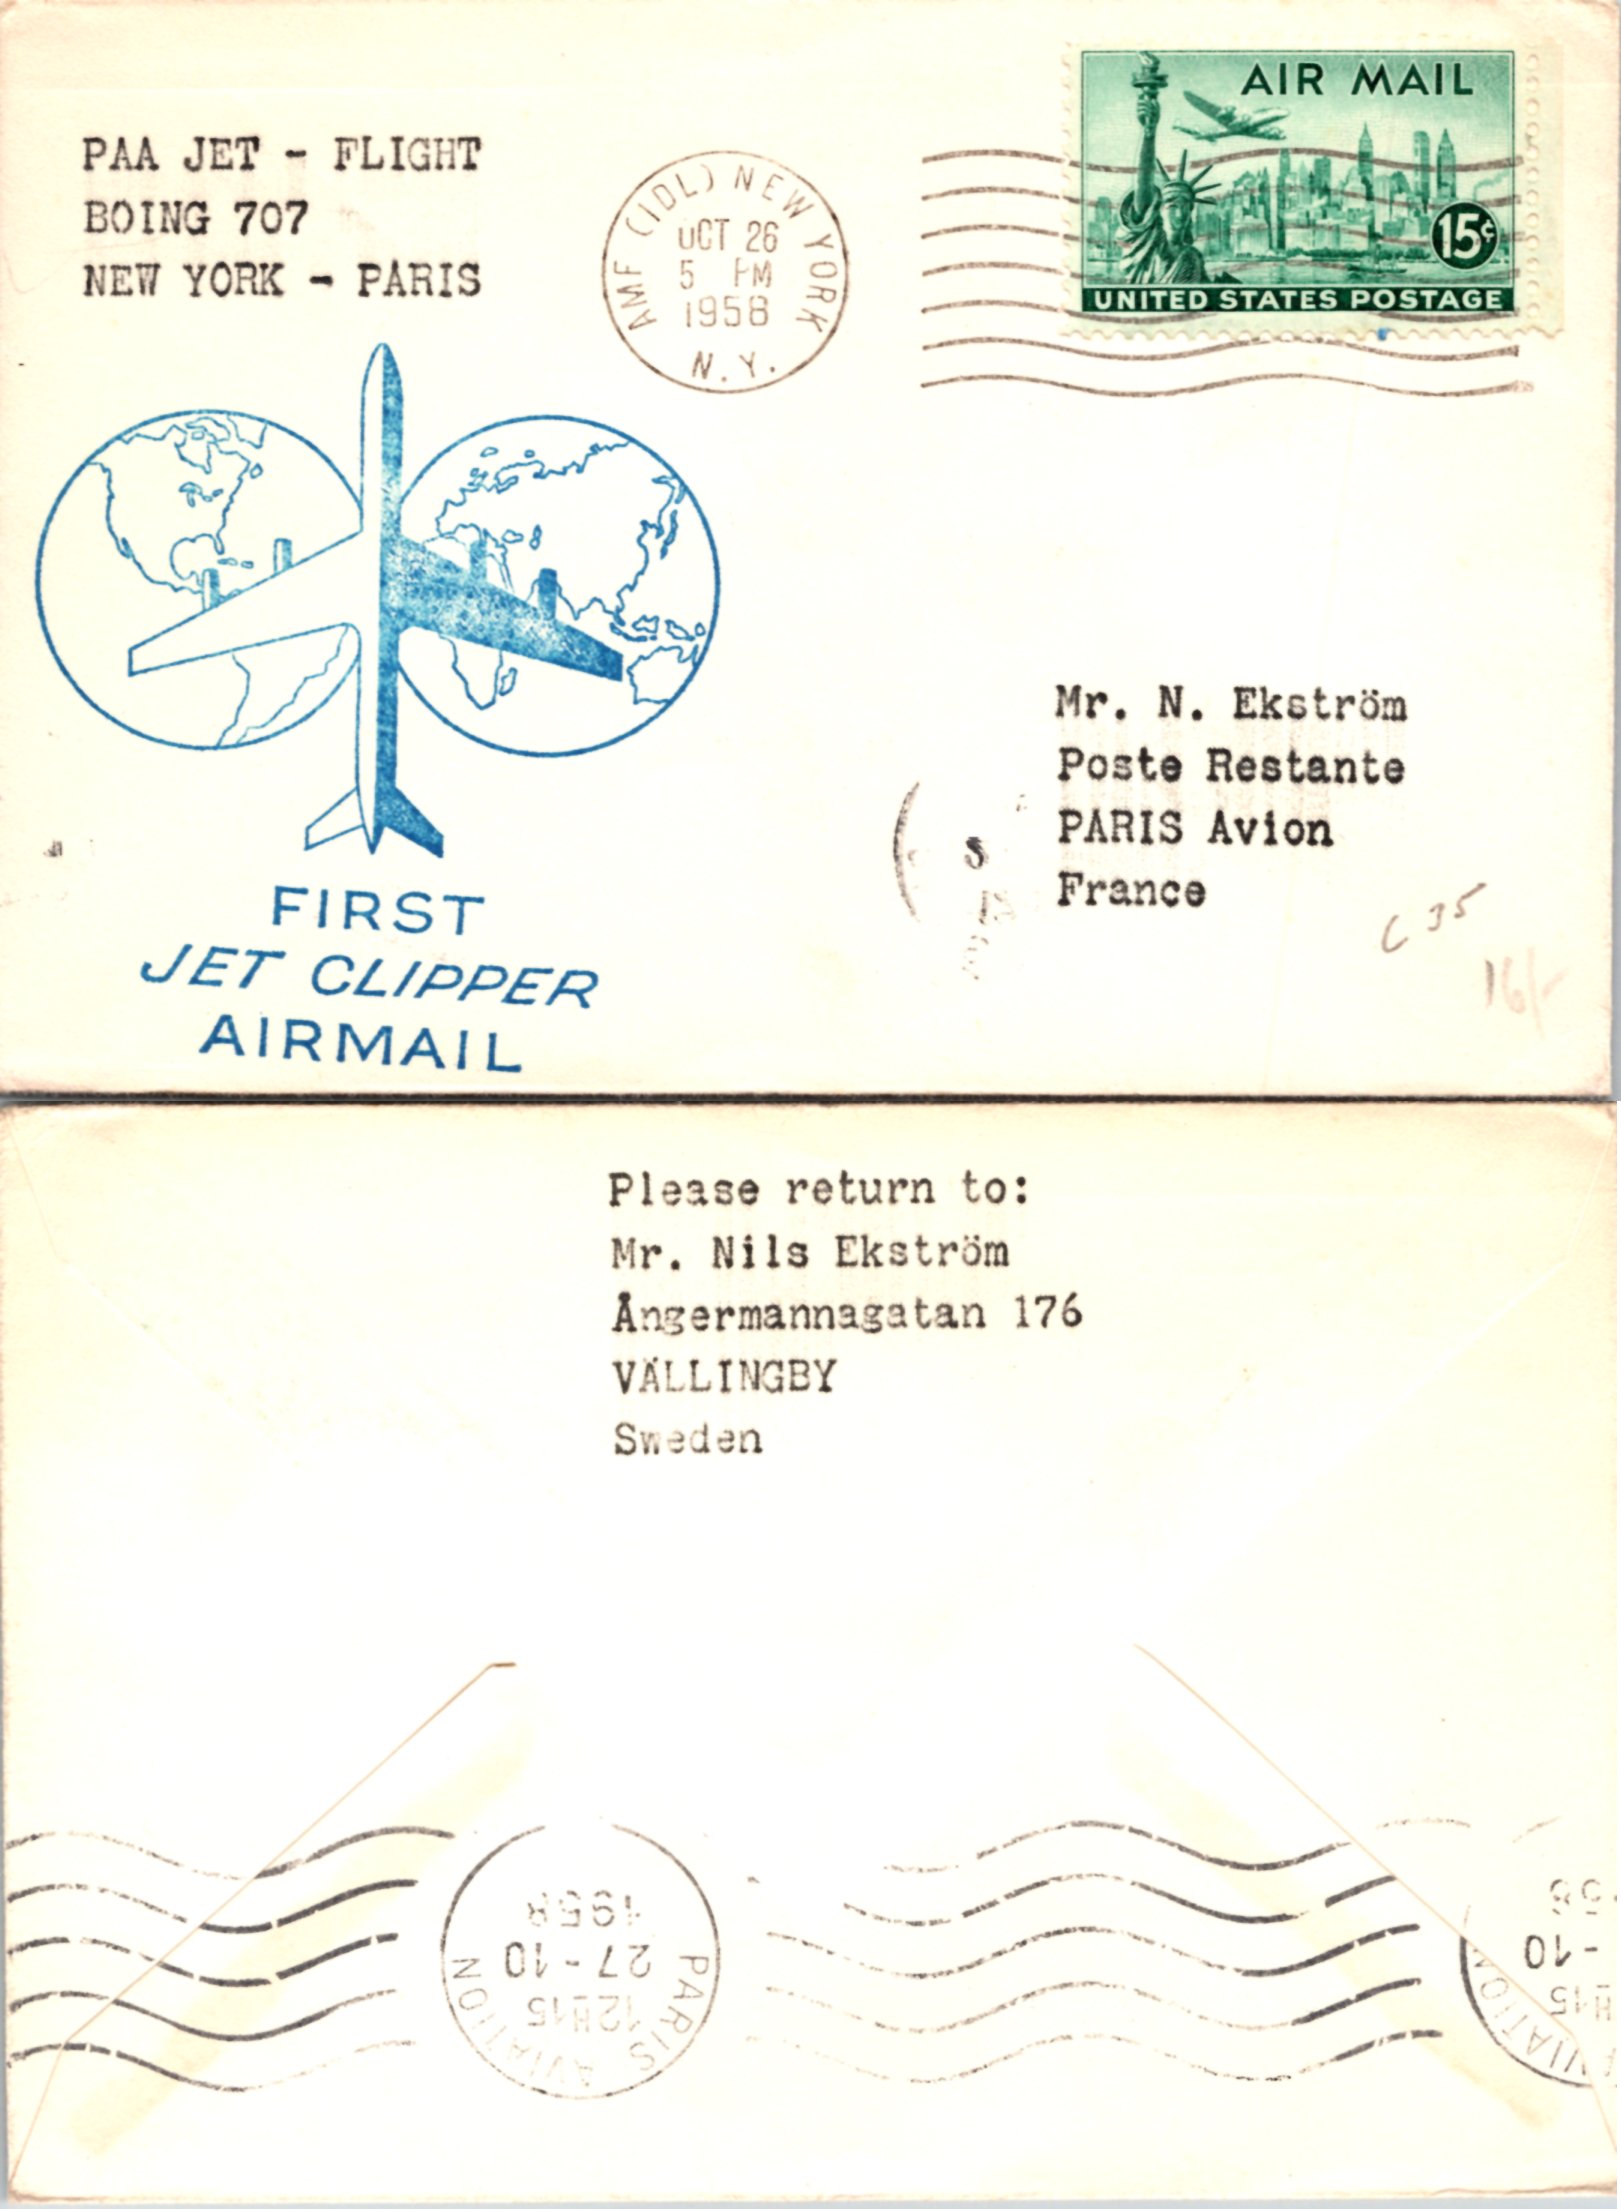 PAA JET - FLIGHT
BOING 707
NEW YORK - PARIS
AMF (IDL) NEW YORK
OCT 26
5 PM
1958
N.Y.
AIR MAIL
15¢
UNITED STATES POSTAGE
Mr. N. Ekström
Poste Restante
PARIS Avion
France
C 35
16/-
FIRST
JET CLIPPER
AIRMAIL
Please return to:
Mr. Nils Ekström
Ångermannagatan 176
VÄLLINGBY
Sweden
PARIS AVIATION
12H15
27-10
1958